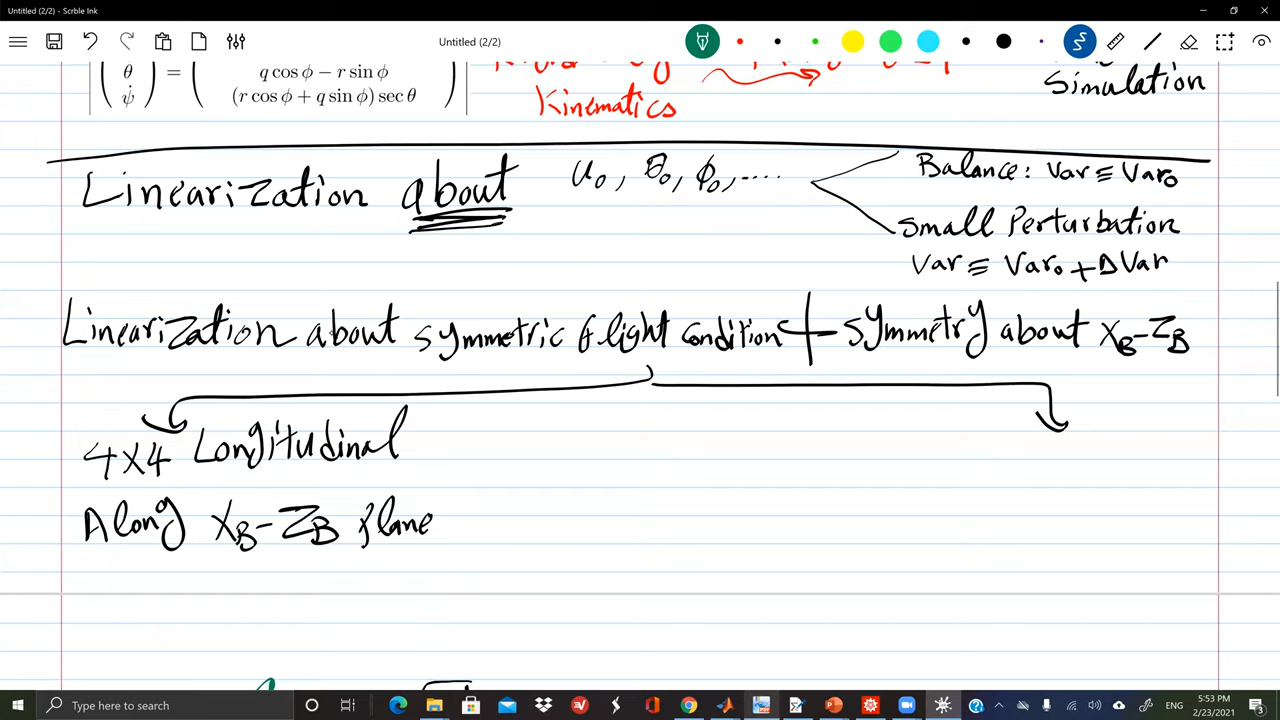 Untitled (2/2) - Scrble Ink
Untitled (2/2)
θ = q cos ϕ − r sin ϕ
ψ̇ (r cos ϕ + q sin ϕ) sec θ
Kinematics
Simulation
Linearization about u₀, θ₀, ϕ₀, ....
Balance: Var ≡ Var₀
Small Perturbation
Var ≡ Var₀ + Δ Var
Linearization about symmetric flight condition + symmetry about X_B-Z_B
4x4 Longitudinal
Along X_B-Z_B plane
Type here to search
ENG
5:53 PM
2/23/2021
3